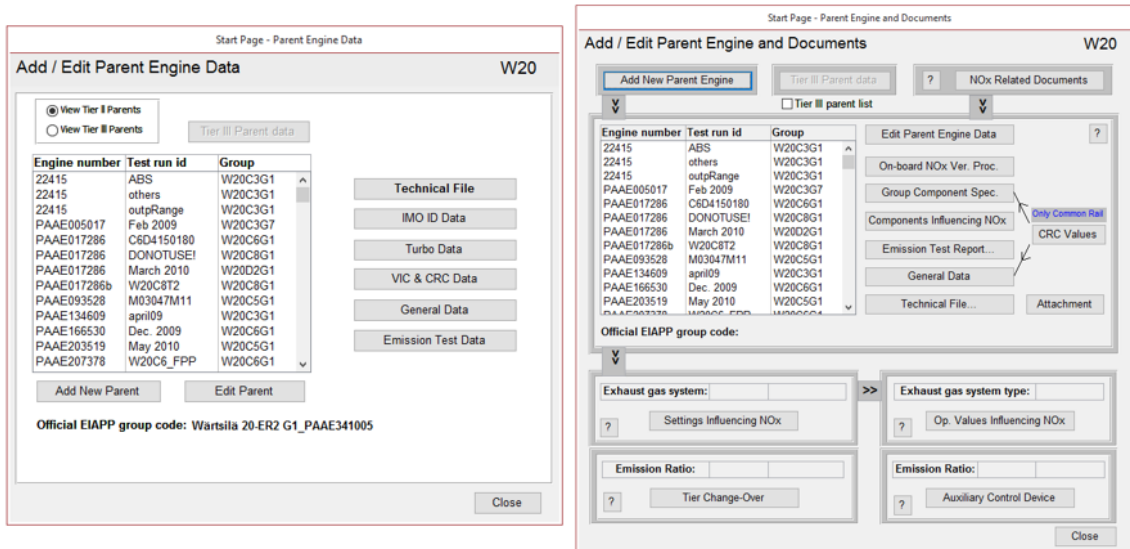 Start Page - Parent Engine Data
Add / Edit Parent Engine Data W20
View Tier II Parents
View Tier III Parents
Tier III Parent data
Engine number Test run id Group
22415 ABS W20C3G1
22415 others W20C3G1
22415 outpRange W20C3G1
PAAE005017 Feb 2009 W20C3G7
PAAE017286 C6D4150180 W20C6G1
PAAE017286 DONOTUSE! W20C8G1
PAAE017286 March 2010 W20D2G1
PAAE017286b W20C8T2 W20C8G1
PAAE093528 M03047M11 W20C5G1
PAAE134609 april09 W20C3G1
PAAE166530 Dec. 2009 W20C6G1
PAAE203519 May 2010 W20C5G1
PAAE207378 W20C6_FPP W20C6G1
Technical File
IMO ID Data
Turbo Data
VIC & CRC Data
General Data
Emission Test Data
Add New Parent Edit Parent
Official EIAPP group code: Wärtsilä 20-ER2 G1_PAAE341005
Close
Start Page - Parent Engine and Documents
Add / Edit Parent Engine and Documents W20
Add New Parent Engine Tier III Parent data ? NOx Related Documents
Tier III parent list
Engine number Test run id Group
22415 ABS W20C3G1
22415 others W20C3G1
22415 outpRange W20C3G1
PAAE005017 Feb 2009 W20C3G7
PAAE017286 C6D4150180 W20C6G1
PAAE017286 DONOTUSE! W20C8G1
PAAE017286 March 2010 W20D2G1
PAAE017286b W20C8T2 W20C8G1
PAAE093528 M03047M11 W20C5G1
PAAE134609 april09 W20C3G1
PAAE166530 Dec. 2009 W20C6G1
PAAE203519 May 2010 W20C5G1
Edit Parent Engine Data ?
On-board NOx Ver. Proc.
Group Component Spec.
Only Common Rail
Components Influencing NOx
CRC Values
Emission Test Report...
General Data
Technical File... Attachment
Official EIAPP group code:
Exhaust gas system: >> Exhaust gas system type:
? Settings Influencing NOx ? Op. Values Influencing NOx
Emission Ratio: Emission Ratio:
? Tier Change-Over ? Auxiliary Control Device
Close